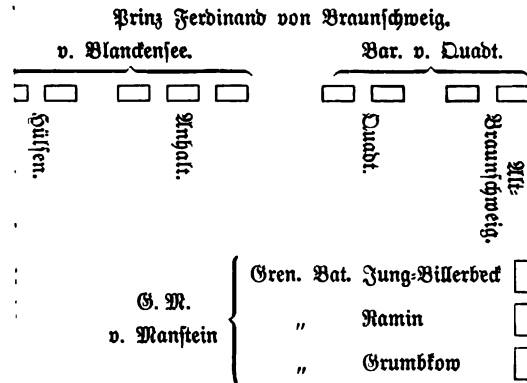 Prinz Ferdinand von Braunschweig.
v. Blanckensee. Bar. v. Quadt.
Hülsen. Anhalt. Quadt. Alt-
Braunschweig.
Gren. Bat. Jung-Billerbeck
G. M.
v. Manstein
" Ramin
" Grumbkow